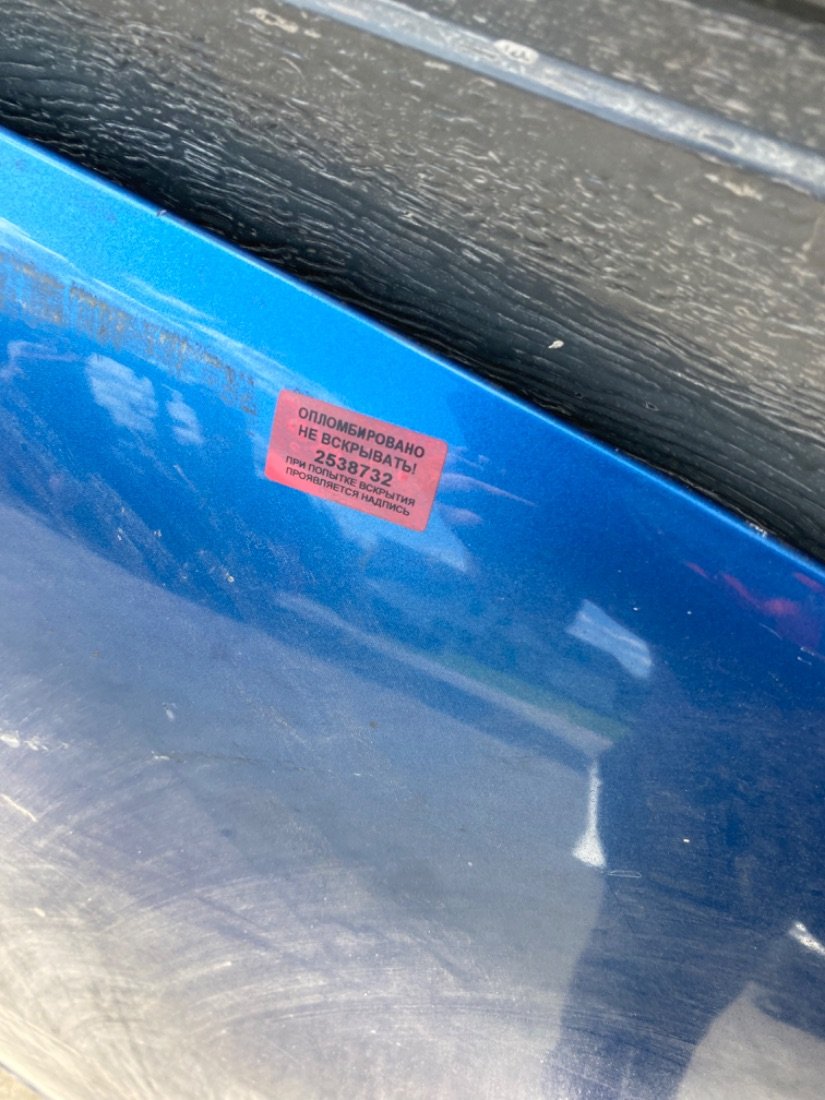 ОПЛОМБИРОВАНО
НЕ ВСКРЫВАТЬ!
2538732
ПРИ ПОПЫТКЕ ВСКРЫТИЯ
ПРОЯВЛЯЕТСЯ НАДПИСЬ